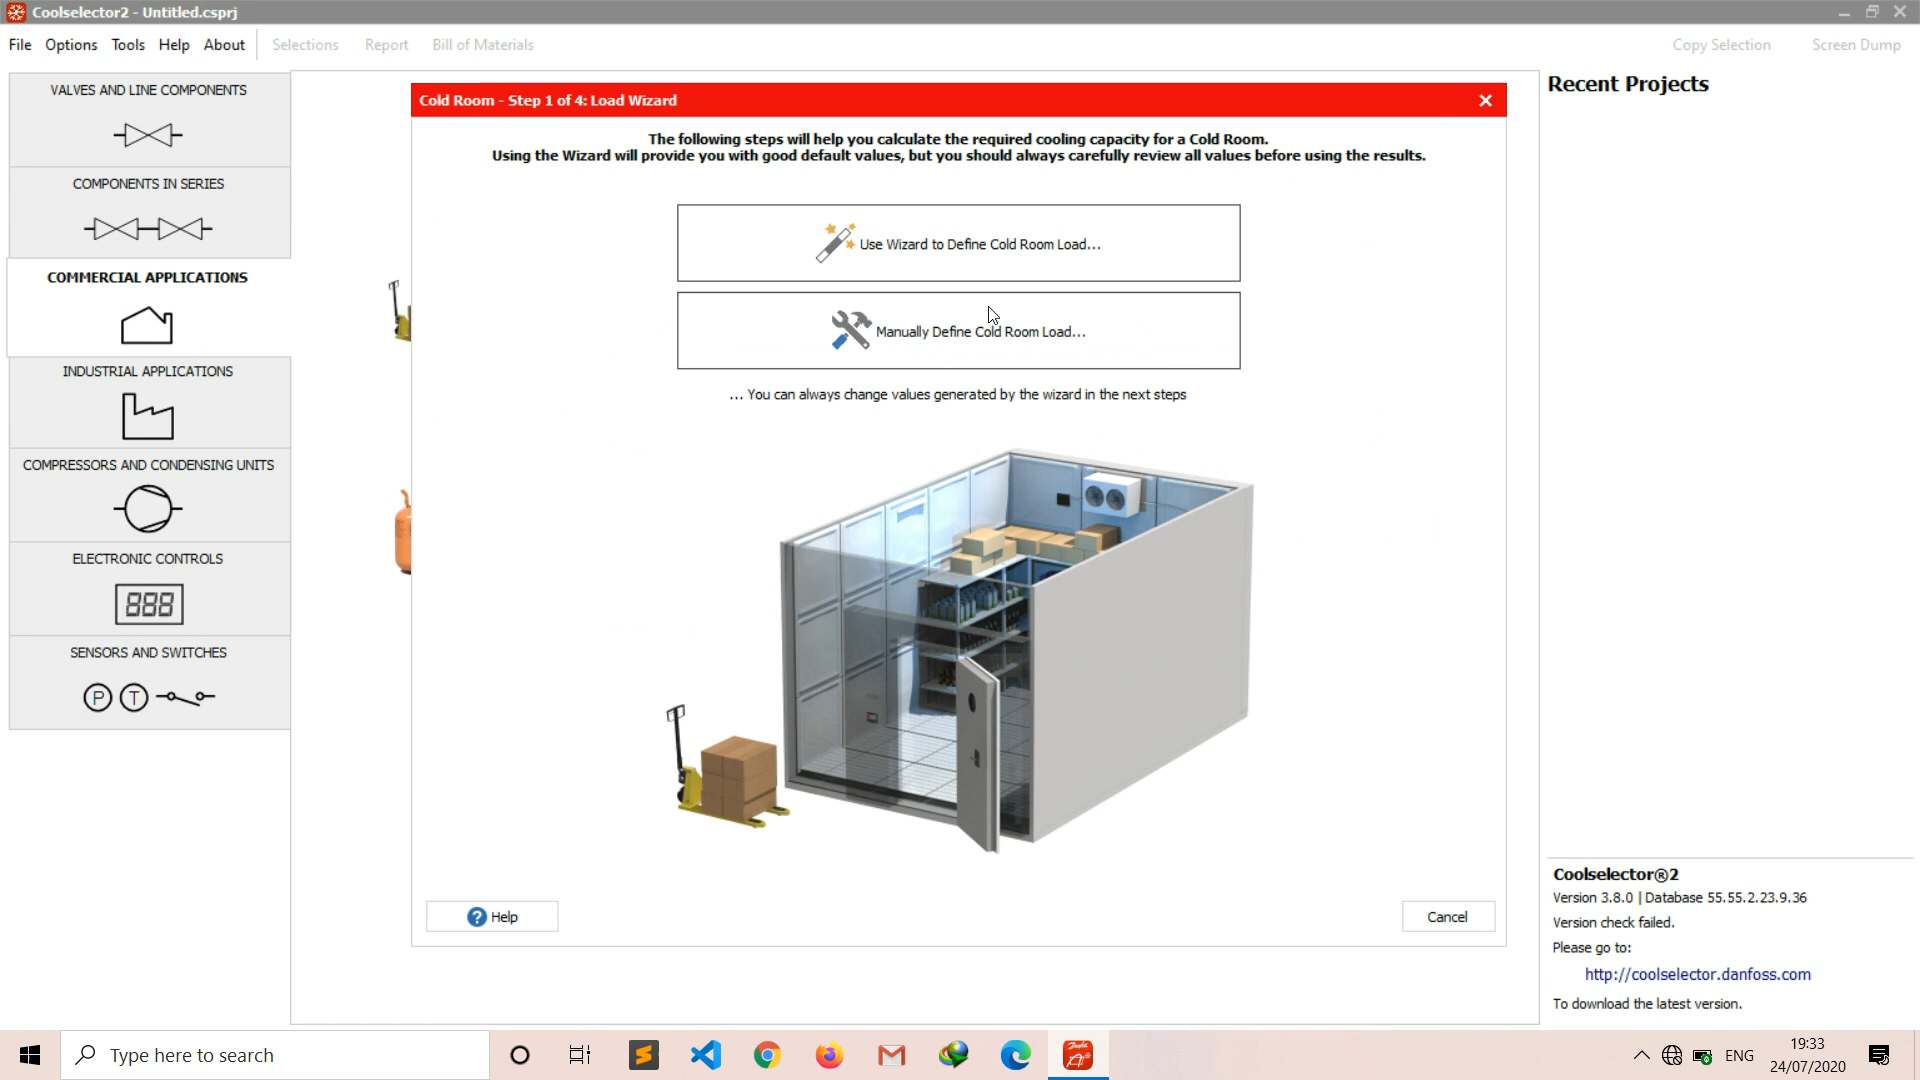 Coolselector2 - Untitled.csprj
File Options Tools Help About Selections Report Bill of Materials Copy Selection Screen Dump
VALVES AND LINE COMPONENTS
COMPONENTS IN SERIES
COMMERCIAL APPLICATIONS
INDUSTRIAL APPLICATIONS
COMPRESSORS AND CONDENSING UNITS
ELECTRONIC CONTROLS
888
SENSORS AND SWITCHES
P T
Cold Room - Step 1 of 4: Load Wizard
The following steps will help you calculate the required cooling capacity for a Cold Room.
Using the Wizard will provide you with good default values, but you should always carefully review all values before using the results.
Use Wizard to Define Cold Room Load...
Manually Define Cold Room Load...
... You can always change values generated by the wizard in the next steps
? Help
Cancel
Recent Projects
Coolselector®2
Version 3.8.0 | Database 55.55.2.23.9.36
Version check failed.
Please go to:
http://coolselector.danfoss.com
To download the latest version.
Type here to search
Danfoss
ENG
19:33
24/07/2020